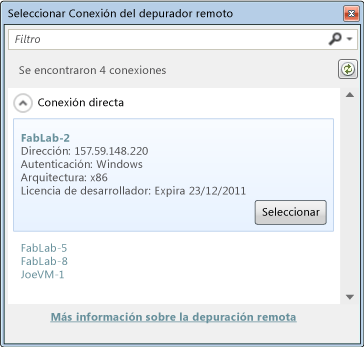 Seleccionar Conexión del depurador remoto
Filtro
Se encontraron 4 conexiones
Conexión directa
FabLab-2
Dirección: 157.59.148.220
Autenticación: Windows
Arquitectura: x86
Licencia de desarrollador: Expira 23/12/2011
Seleccionar
FabLab-5
FabLab-8
JoeVM-1
Más información sobre la depuración remota